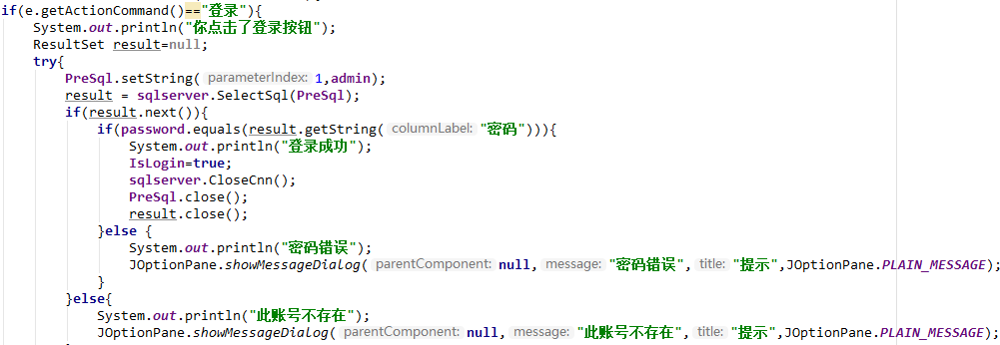 if(e.getActionCommand()=="登录"){
System.out.println("你点击了登录按钮");
ResultSet result=null;
try{
PreSql.setString( parameterIndex: 1,admin);
result = sqlserver.SelectSql(PreSql);
if(result.next()){
if(password.equals(result.getString( columnLabel: "密码"))){
System.out.println("登录成功");
IsLogin=true;
sqlserver.CloseCnn();
PreSql.close();
result.close();
}else {
System.out.println("密码错误");
JOptionPane.showMessageDialog( parentComponent: null, message: "密码错误", title: "提示",JOptionPane.PLAIN_MESSAGE);
}
}else{
System.out.println("此账号不存在");
JOptionPane.showMessageDialog( parentComponent: null, message: "此账号不存在", title: "提示",JOptionPane.PLAIN_MESSAGE);